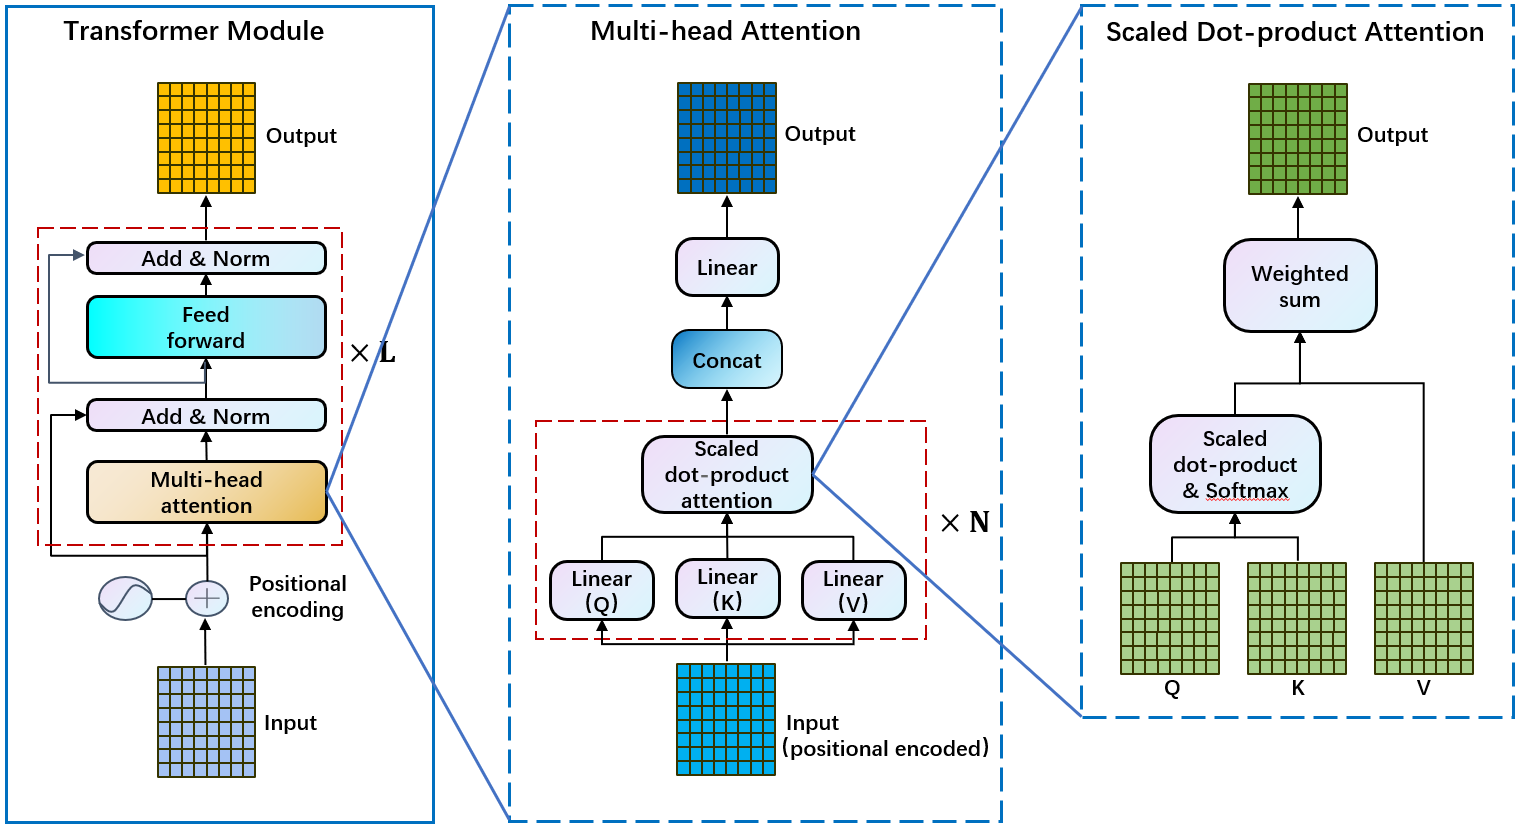 Transformer Module
Output
Add & Norm
Feed
forward
× L
Add & Norm
Multi-head
attention
Positional
encoding
Input
Multi-head Attention
Output
Linear
Concat
Scaled
dot-product
attention
× N
Linear
(Q)
Linear
(K)
Linear
(V)
Input
(positional encoded)
Scaled Dot-product Attention
Output
Weighted
sum
Scaled
dot-product
& Softmax
Q
K
V